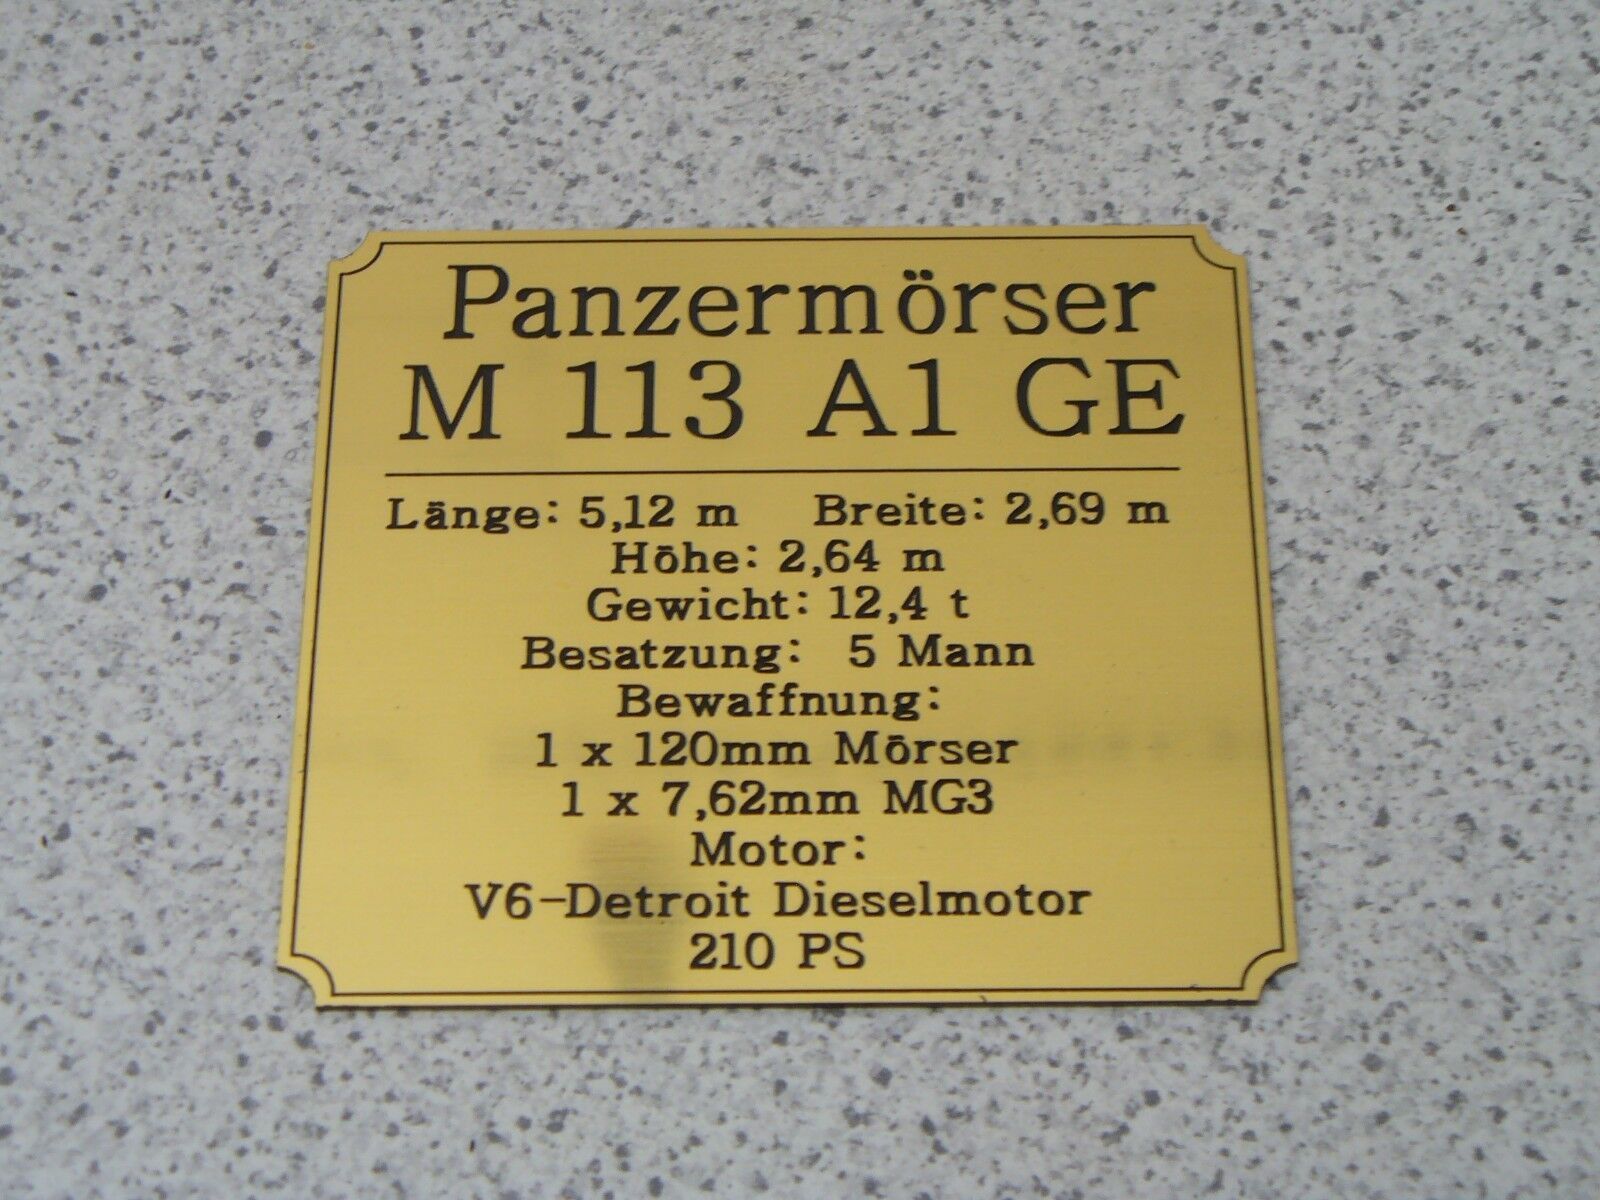 Panzermörser
M 113 A1 GE
Länge: 5,12 m Breite: 2,69 m
Höhe: 2,64 m
Gewicht: 12,4 t
Besatzung: 5 Mann
Bewaffnung:
1 x 120mm Mörser
1 x 7,62mm MG3
Motor:
V6-Detroit Dieselmotor
210 PS